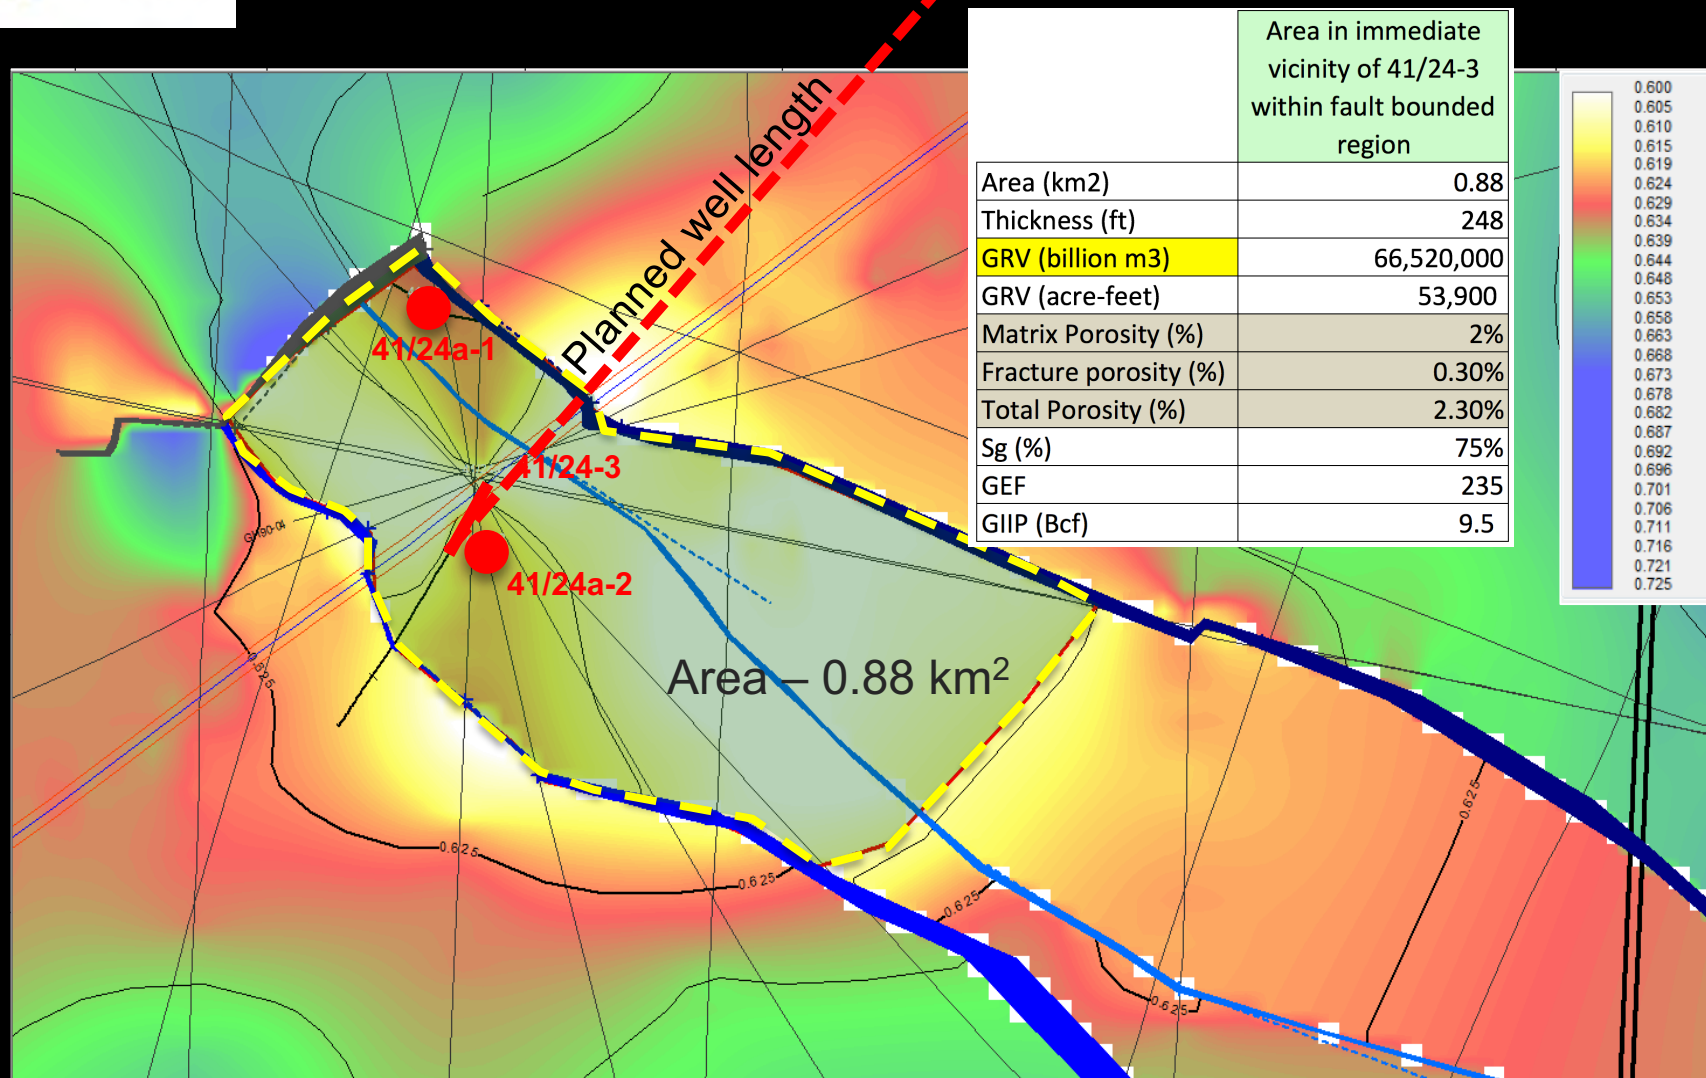 Area in immediate
vicinity of 41/24-3
within fault bounded
region
Area (km2) 0.88
Thickness (ft) 248
GRV (billion m3) 66,520,000
GRV (acre-feet) 53,900
Matrix Porosity (%) 2%
Fracture porosity (%) 0.30%
Total Porosity (%) 2.30%
Sg (%) 75%
GEF 235
GIIP (Bcf) 9.5
0.600
0.605
0.610
0.615
0.619
0.624
0.629
0.634
0.639
0.644
0.648
0.653
0.658
0.663
0.668
0.673
0.678
0.682
0.687
0.692
0.696
0.701
0.706
0.711
0.716
0.721
0.725
Planned well length
41/24a-1
41/24-3
GH90-04
41/24a-2
0.625
Area – 0.88 km²
0.625
0.625
0.625
0.625
0.625